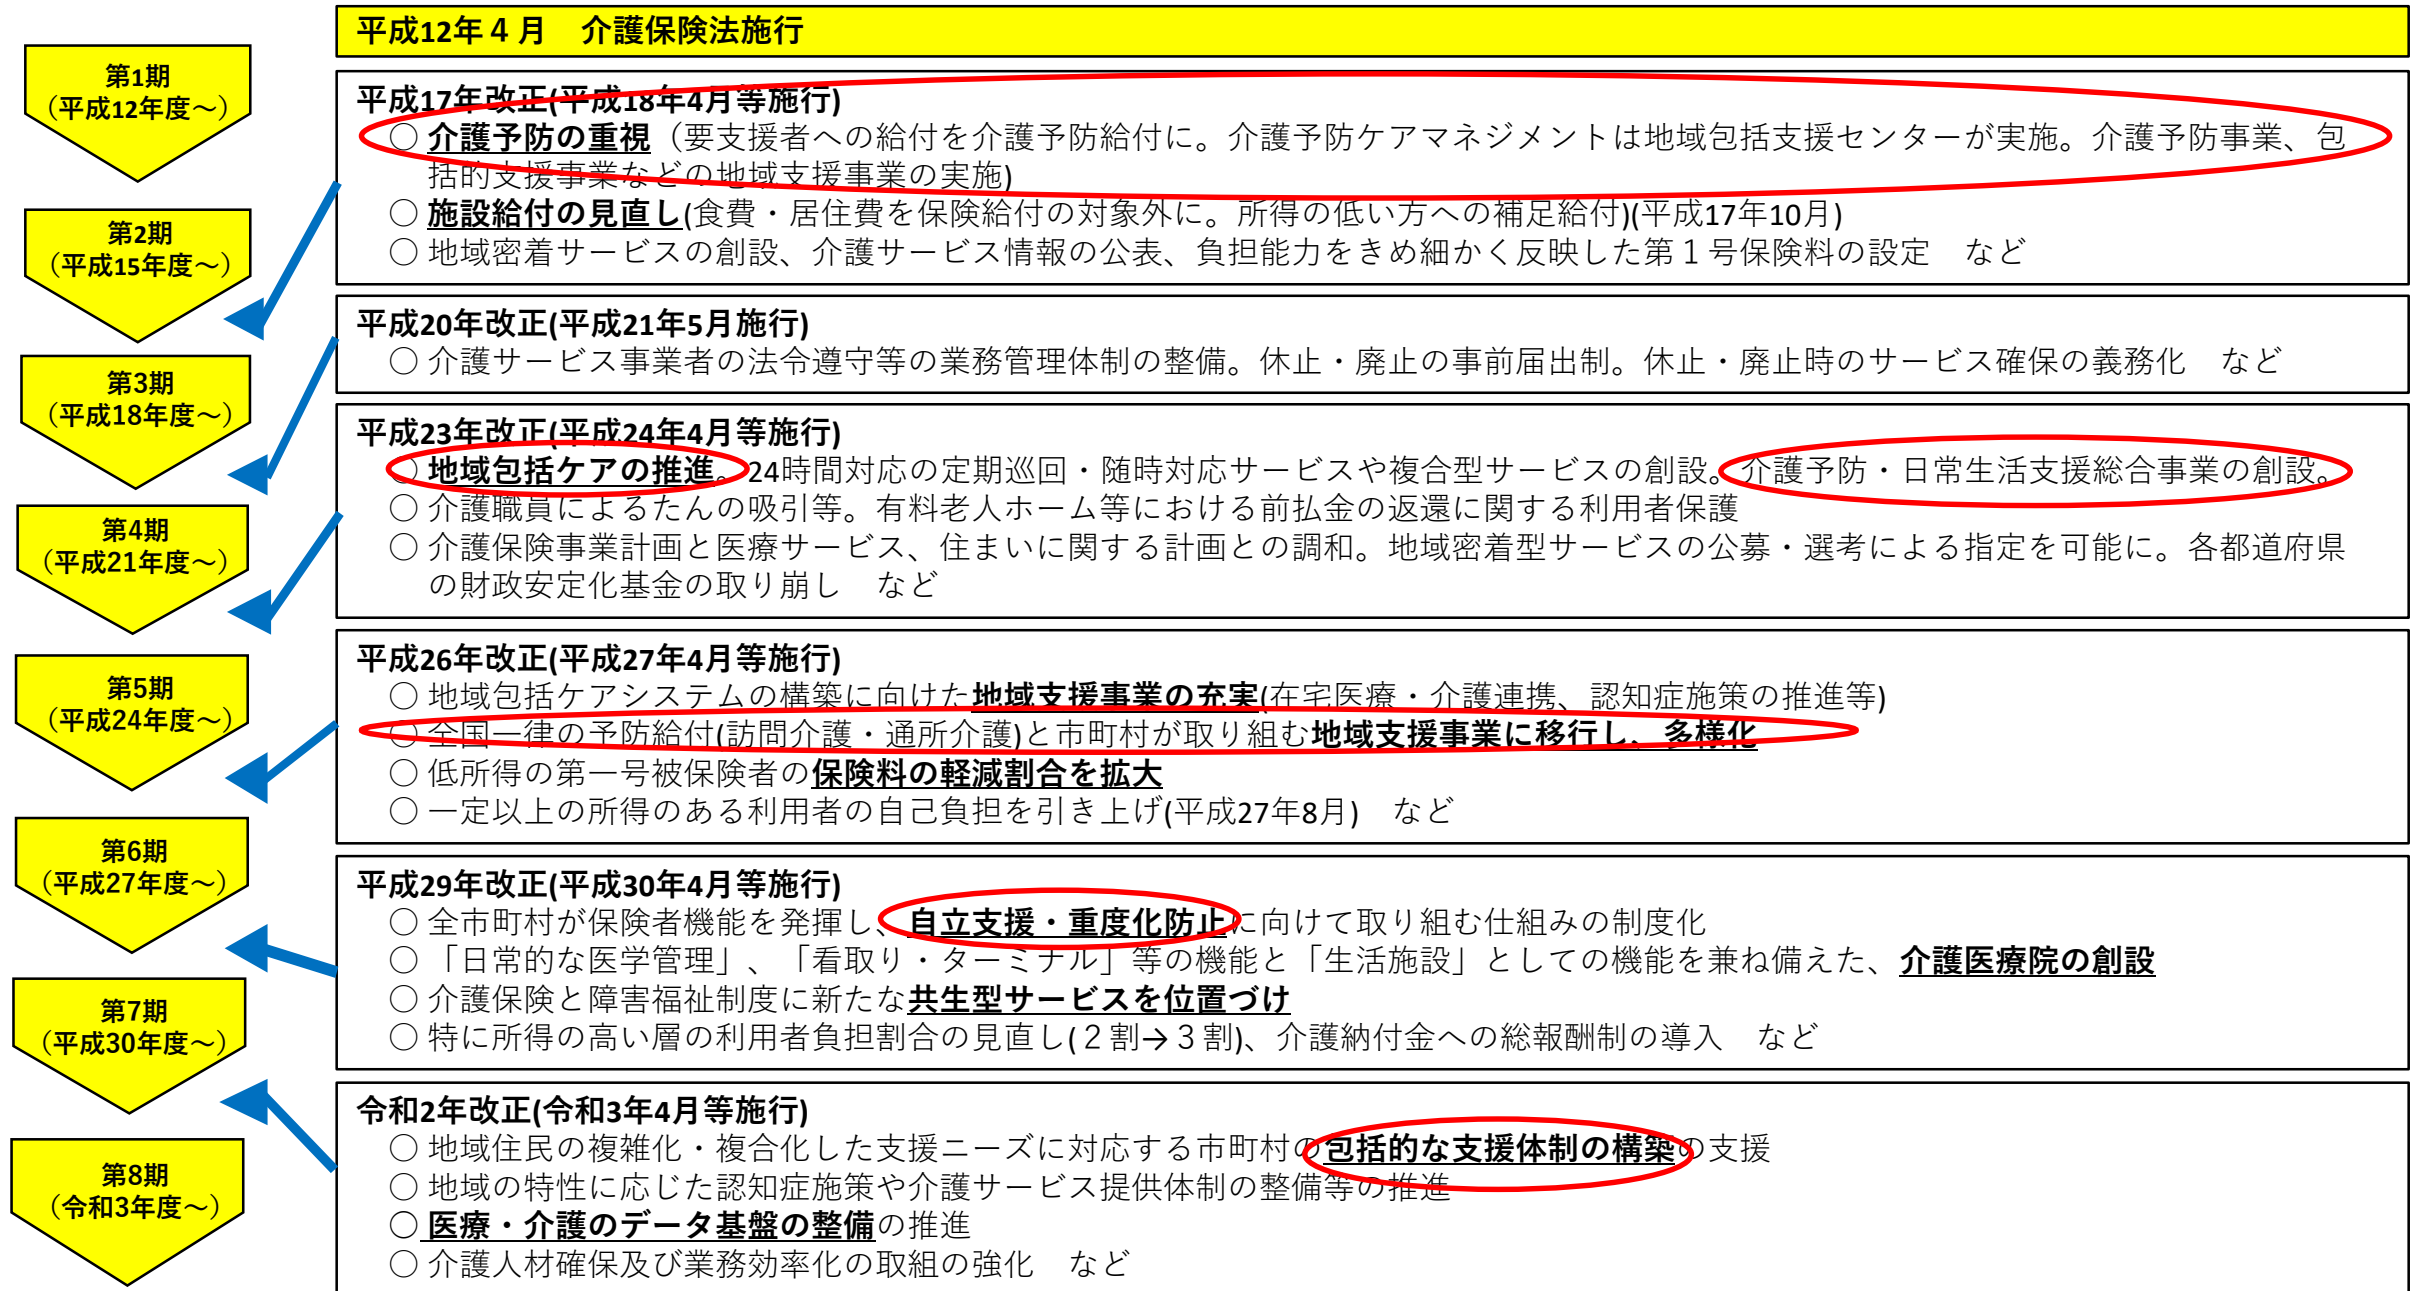 平成12年４月　介護保険法施行
第1期
（平成12年度～）
平成17年改正(平成18年4月等施行)
○ 介護予防の重視（要支援者への給付を介護予防給付に。介護予防ケアマネジメントは地域包括支援センターが実施。介護予防事業、包
括的支援事業などの地域支援事業の実施)
○ 施設給付の見直し(食費・居住費を保険給付の対象外に。所得の低い方への補足給付)(平成17年10月)
○ 地域密着サービスの創設、介護サービス情報の公表、負担能力をきめ細かく反映した第１号保険料の設定　など
第2期
（平成15年度～）
平成20年改正(平成21年5月施行)
○ 介護サービス事業者の法令遵守等の業務管理体制の整備。休止・廃止の事前届出制。休止・廃止時のサービス確保の義務化　など
第3期
（平成18年度～）
平成23年改正(平成24年4月等施行)
○ 地域包括ケアの推進。24時間対応の定期巡回・随時対応サービスや複合型サービスの創設。介護予防・日常生活支援総合事業の創設。
○ 介護職員によるたんの吸引等。有料老人ホーム等における前払金の返還に関する利用者保護
○ 介護保険事業計画と医療サービス、住まいに関する計画との調和。地域密着型サービスの公募・選考による指定を可能に。各都道府県
の財政安定化基金の取り崩し　など
第4期
（平成21年度～）
平成26年改正(平成27年4月等施行)
○ 地域包括ケアシステムの構築に向けた地域支援事業の充実(在宅医療・介護連携、認知症施策の推進等)
○ 全国一律の予防給付(訪問介護・通所介護)と市町村が取り組む地域支援事業に移行し、多様化
○ 低所得の第一号被保険者の保険料の軽減割合を拡大
○ 一定以上の所得のある利用者の自己負担を引き上げ(平成27年8月)　など
第5期
（平成24年度～）
第6期
（平成27年度～）
平成29年改正(平成30年4月等施行)
○ 全市町村が保険者機能を発揮し、自立支援・重度化防止に向けて取り組む仕組みの制度化
○ 「日常的な医学管理」、「看取り・ターミナル」等の機能と「生活施設」としての機能を兼ね備えた、介護医療院の創設
○ 介護保険と障害福祉制度に新たな共生型サービスを位置づけ
○ 特に所得の高い層の利用者負担割合の見直し(２割→３割)、介護納付金への総報酬制の導入　など
第7期
（平成30年度～）
令和2年改正(令和3年4月等施行)
○ 地域住民の複雑化・複合化した支援ニーズに対応する市町村の包括的な支援体制の構築の支援
○ 地域の特性に応じた認知症施策や介護サービス提供体制の整備等の推進
○ 医療・介護のデータ基盤の整備の推進
○ 介護人材確保及び業務効率化の取組の強化　など
第8期
（令和3年度～）